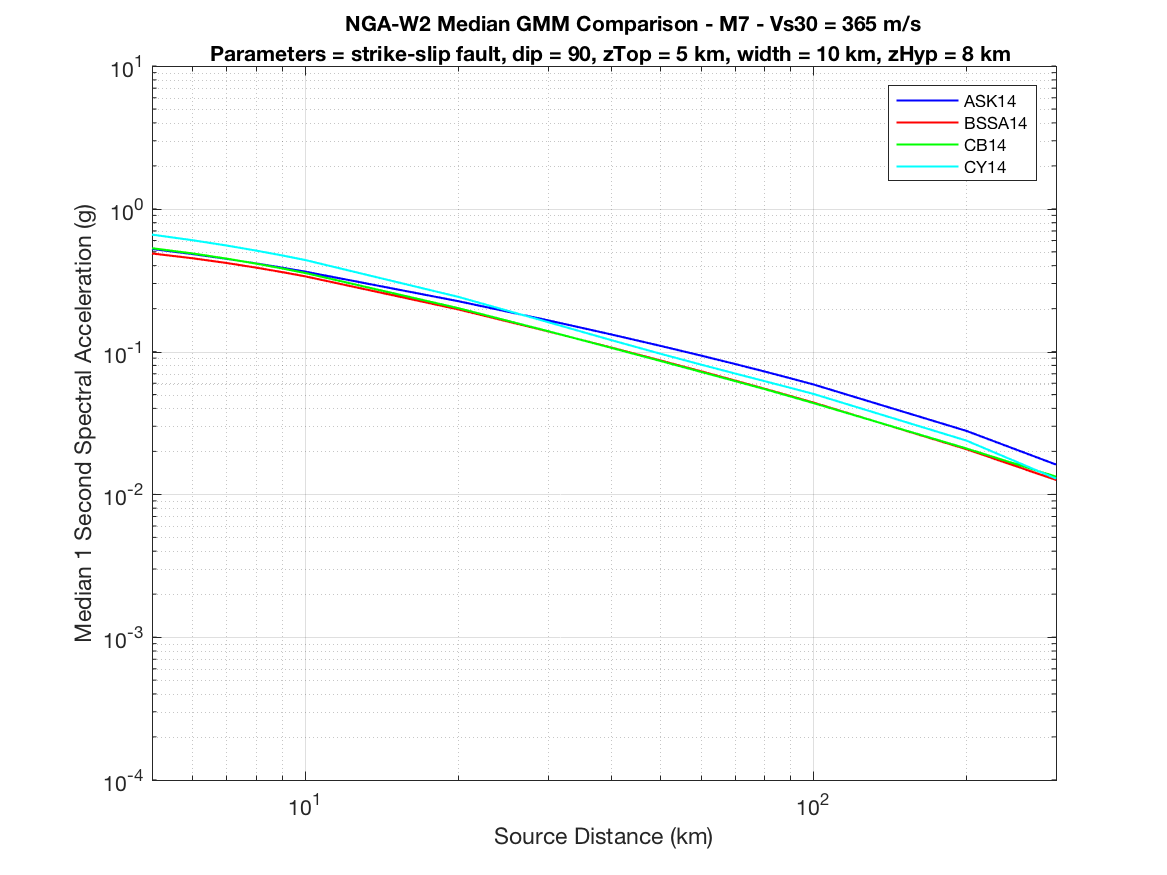 NGA-W2 Median GMM Comparison - M7 - Vs30 = 365 m/s
Parameters = strike-slip fault, dip = 90, zTop = 5 km, width = 10 km, zHyp = 8 km
ASK14
BSSA14
CB14
CY14
Median 1 Second Spectral Acceleration (g)
10^1
10^0
10^-1
10^-2
10^-3
10^-4
10^1
10^2
Source Distance (km)